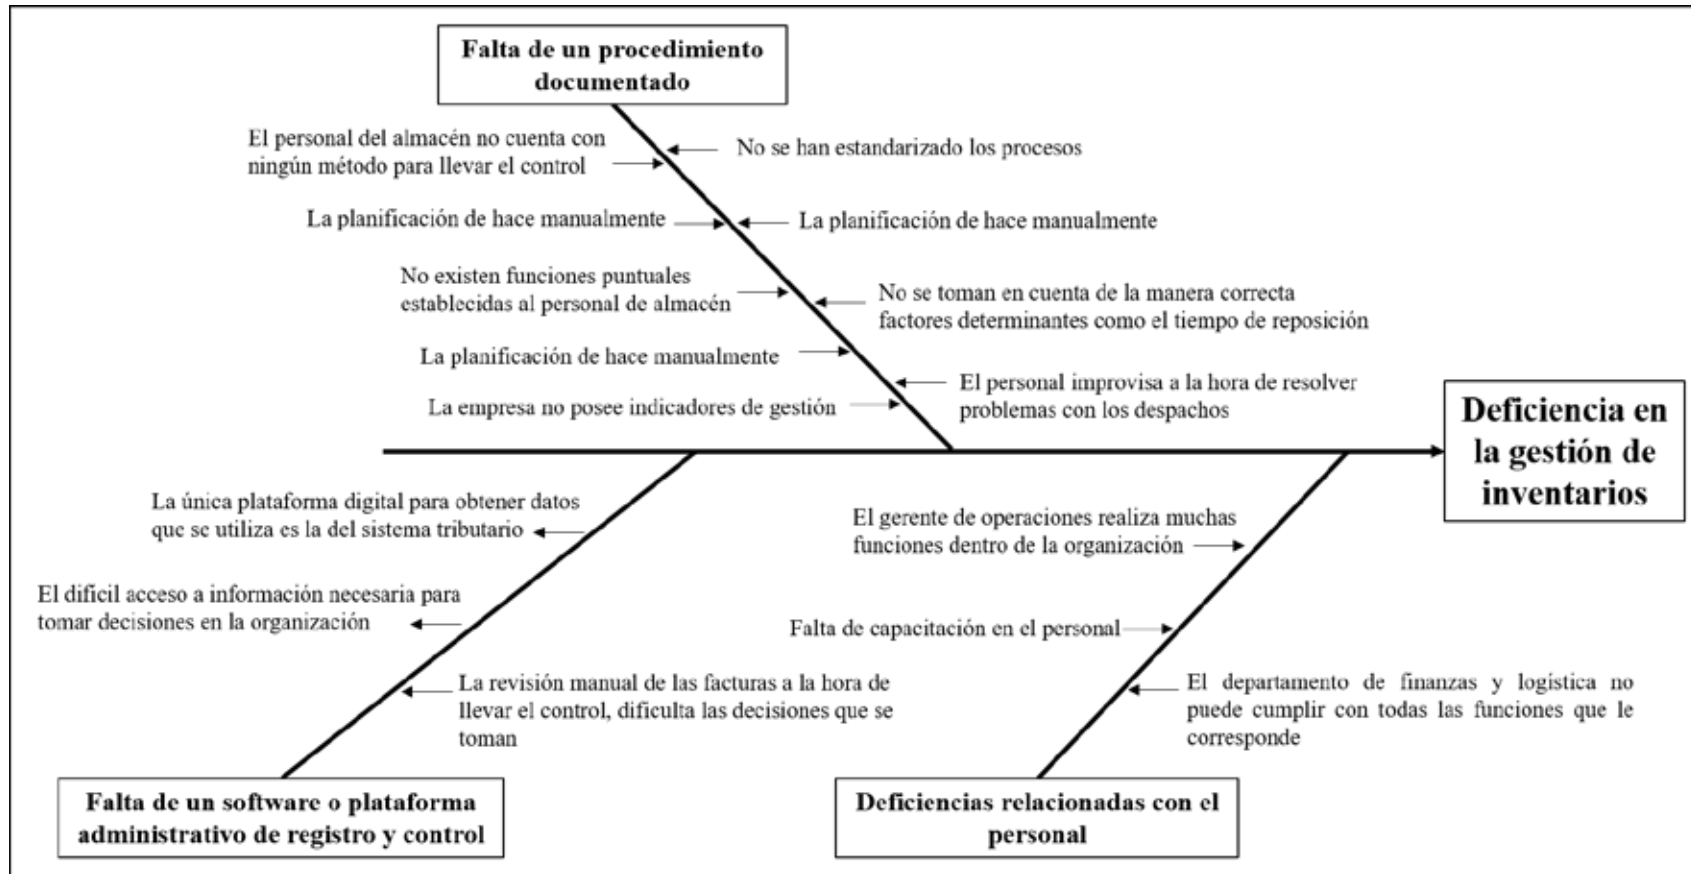 Falta de un procedimiento
documentado
El personal del almacén no cuenta con
ningún método para llevar el control
No se han estandarizado los procesos
La planificación de hace manualmente
La planificación de hace manualmente
No existen funciones puntuales
establecidas al personal de almacén
No se toman en cuenta de la manera correcta
factores determinantes como el tiempo de reposición
La planificación de hace manualmente
El personal improvisa a la hora de resolver
problemas con los despachos
La empresa no posee indicadores de gestión
Deficiencia en
la gestión de
inventarios
La única plataforma digital para obtener datos
que se utiliza es la del sistema tributario
El gerente de operaciones realiza muchas
funciones dentro de la organización
El difícil acceso a información necesaria para
tomar decisiones en la organización
Falta de capacitación en el personal
La revisión manual de las facturas a la hora de
llevar el control, dificulta las decisiones que se
toman
El departamento de finanzas y logística no
puede cumplir con todas las funciones que le
corresponde
Falta de un software o plataforma
administrativo de registro y control
Deficiencias relacionadas con el
personal